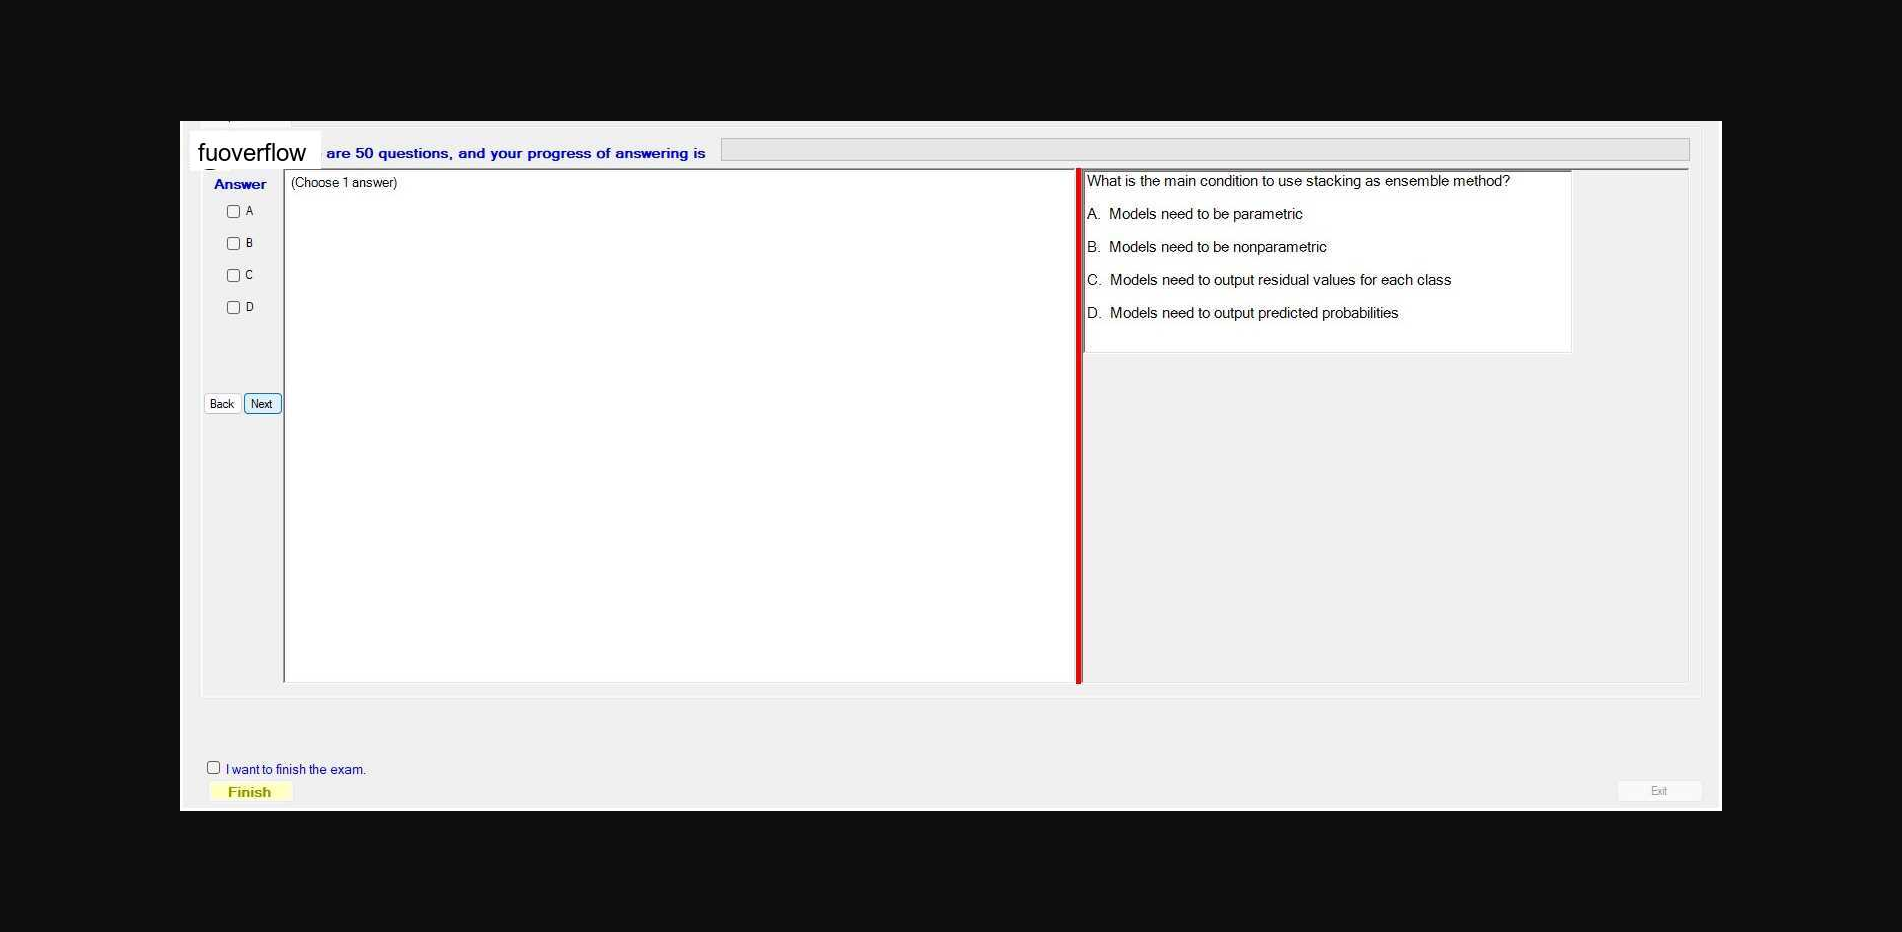 fuoverflow are 50 questions, and your progress of answering is
Answer
A
B
C
D
Back Next
(Choose 1 answer)
What is the main condition to use stacking as ensemble method?
A. Models need to be parametric
B. Models need to be nonparametric
C. Models need to output residual values for each class
D. Models need to output predicted probabilities
I want to finish the exam.
Finish
Exit